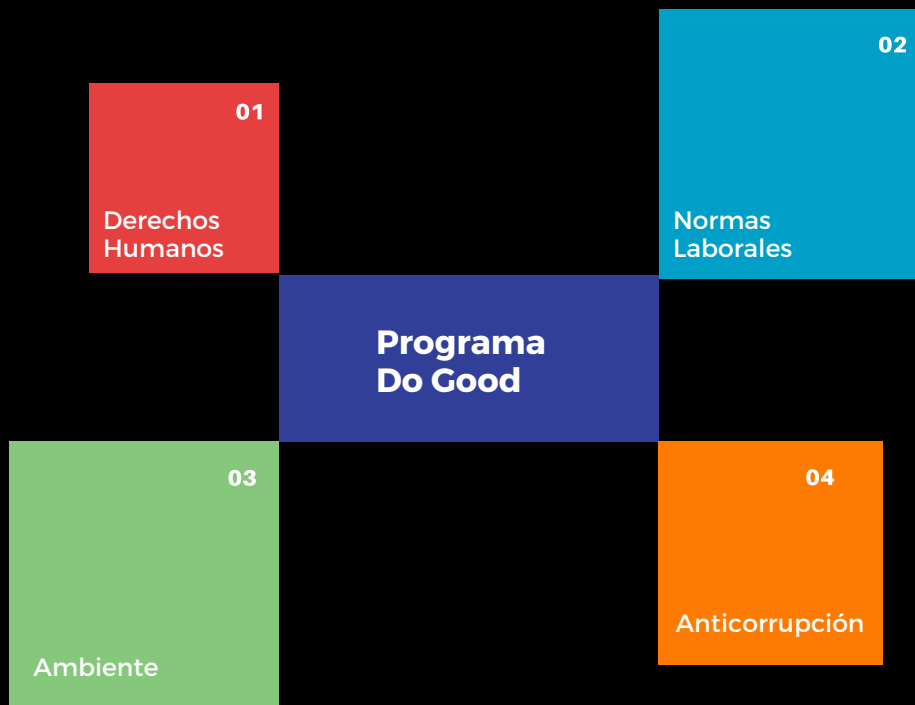 01
Derechos
Humanos
02
Normas
Laborales
Programa
Do Good
03
Ambiente
04
Anticorrupción